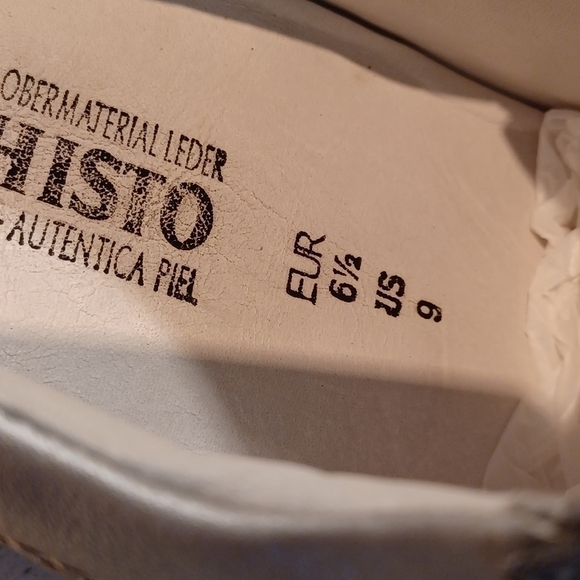 OBERMATERIAL LEDER
HISTO
AUTENTICA PIEL
EUR
6½
US
9